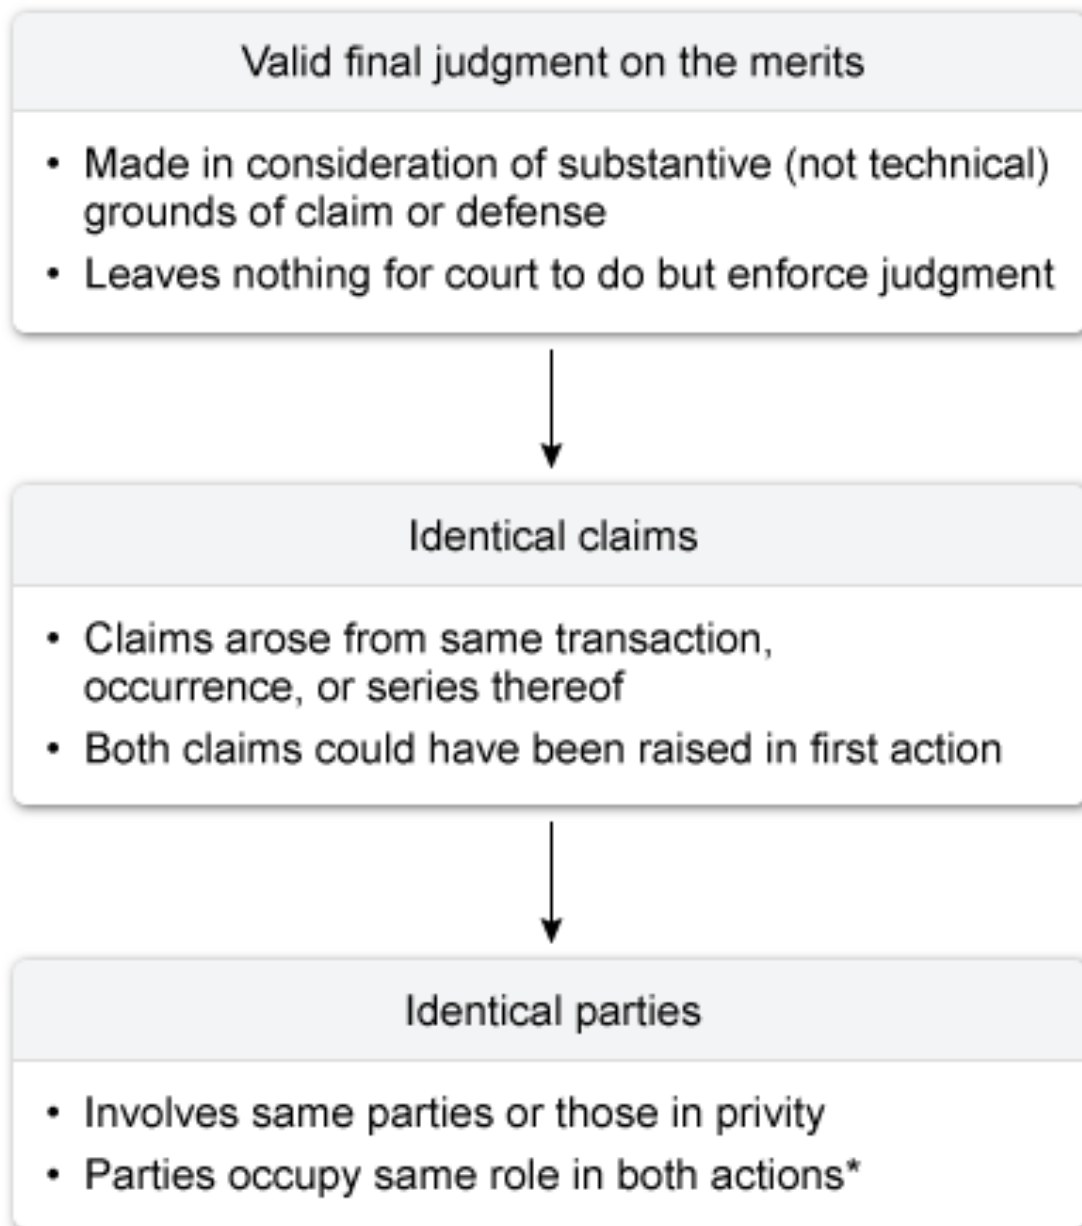 Valid final judgment on the merits
• Made in consideration of substantive (not technical)
grounds of claim or defense
• Leaves nothing for court to do but enforce judgment
Identical claims
• Claims arose from same transaction,
occurrence, or series thereof
• Both claims could have been raised in first action
Identical parties
• Involves same parties or those in privity
• Parties occupy same role in both actions*